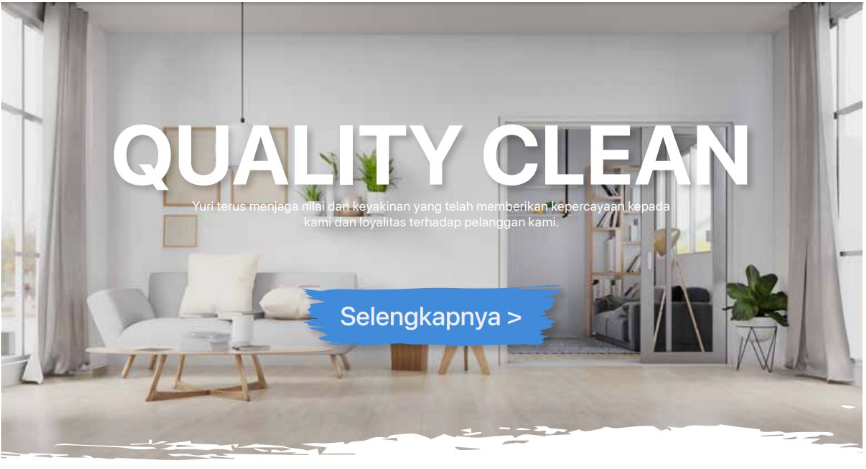 QUALITY CLEAN
Yuri terus menjaga nilai dan keyakinan yang telah memberikan kepercayaan kepada
kami dan loyalitas terhadap pelanggan kami.
Selengkapnya >